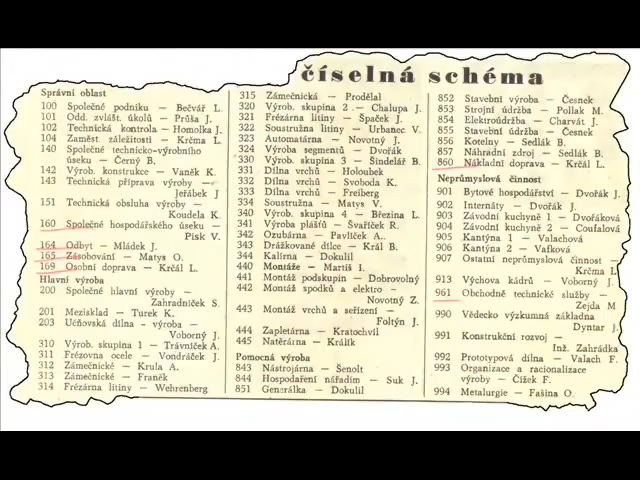 číselná schéma
Správní oblast
100 Společné podniku — Bečvář L.
101 Odd. zvlášt. úkolů — Průša J.
102 Technická kontrola — Homolka J.
104 Zaměst. záležitosti — Krčma L.
140 Společné technicko-výrobního
úseku — Černý B.
142 Výrob. konstrukce — Vaněk K.
143 Technická příprava výroby —
Jeřábek J
151 Technická obsluha výroby —
Koudela K.
160 Společné hospodářského úseku —
Pisk V.
164 Odbyt — Mládek J.
165 Zásobování — Matys O.
169 Osobní doprava — Krčál L.
Hlavní výroba
200 Společné hlavní výroby —
Zahradníček S.
201 Mezisklad — Turek K.
203 Učňovská dílna - výroba —
Voborný J.
310 Výrob. skupina 1 — Trávníček A.
311 Frézovna ocele — Vondráček J.
312 Zámečnické — Krula A.
313 Zámečnické — Franěk
314 Frézárna litiny — Wehrenberg
315 Zámečnická — Prodělal
320 Výrob. skupina 2 — Chalupa J.
321 Frézárna litiny — Špaček J.
322 Soustružna litiny — Urbanec V.
323 Automatárna — Novotný J.
324 Výroba segmentů — Dvořák
330 Výrob. skupina 3 — Šindelář B.
331 Dílna vrchů — Holoubek
332 Dílna vrchů — Svoboda K.
333 Dílna vrchů — Freiberg
334 Soustružna — Matys V.
340 Výrob. skupina 4 — Březina L.
341 Výroba plášťů — Švaříček R.
342 Ozubárna — Pavlíček A.
343 Drážkované dílce — Král B.
344 Kalírna — Dokulil
440 Montáže — Martiš I.
441 Montáž podskupin — Dobrovolný
442 Montáž spodků a elektro —
Novotný Z.
443 Montáž vrchů a seřízení —
Foltýn J.
444 Zapletárna — Kratochvíl
445 Natěrárna — Králík
Pomocná výroba
843 Nástrojárna — Šenolt
844 Hospodaření nářadím — Suk J.
851 Generálka — Dokulil
852 Stavební výroba — Česnek
853 Strojní údržba — Pollak M.
854 Elektroúdržba — Charvát J.
855 Stavební údržba — Česnek
856 Kotelny — Sedlák B.
857 Náhradní zdroj — Sedlák B.
860 Nákladní doprava — Krčál L.
Neprůmyslová činnost
901 Bytové hospodářství — Dvořák J.
902 Internáty — Dvořák J.
903 Závodní kuchyně 1 — Dvořáková
904 Závodní kuchyně 2 — Coufalová
905 Kantýna 1 — Valachová
906 Kantýna 2 — Vafková
907 Ostatní neprůmyslová činnost —
Krčma L
913 Výchova kádrů — Voborný J.
961 Obchodně technické služby —
Zejda M
990 Vědecko výzkumná základna
Dyntar J.
991 Konstrukční rozvoj —
Inž. Zahrádka
992 Prototypová dílna — Valach F.
993 Organizace a racionalizace
výroby — Čížek F.
994 Metalurgie — Fašina O.